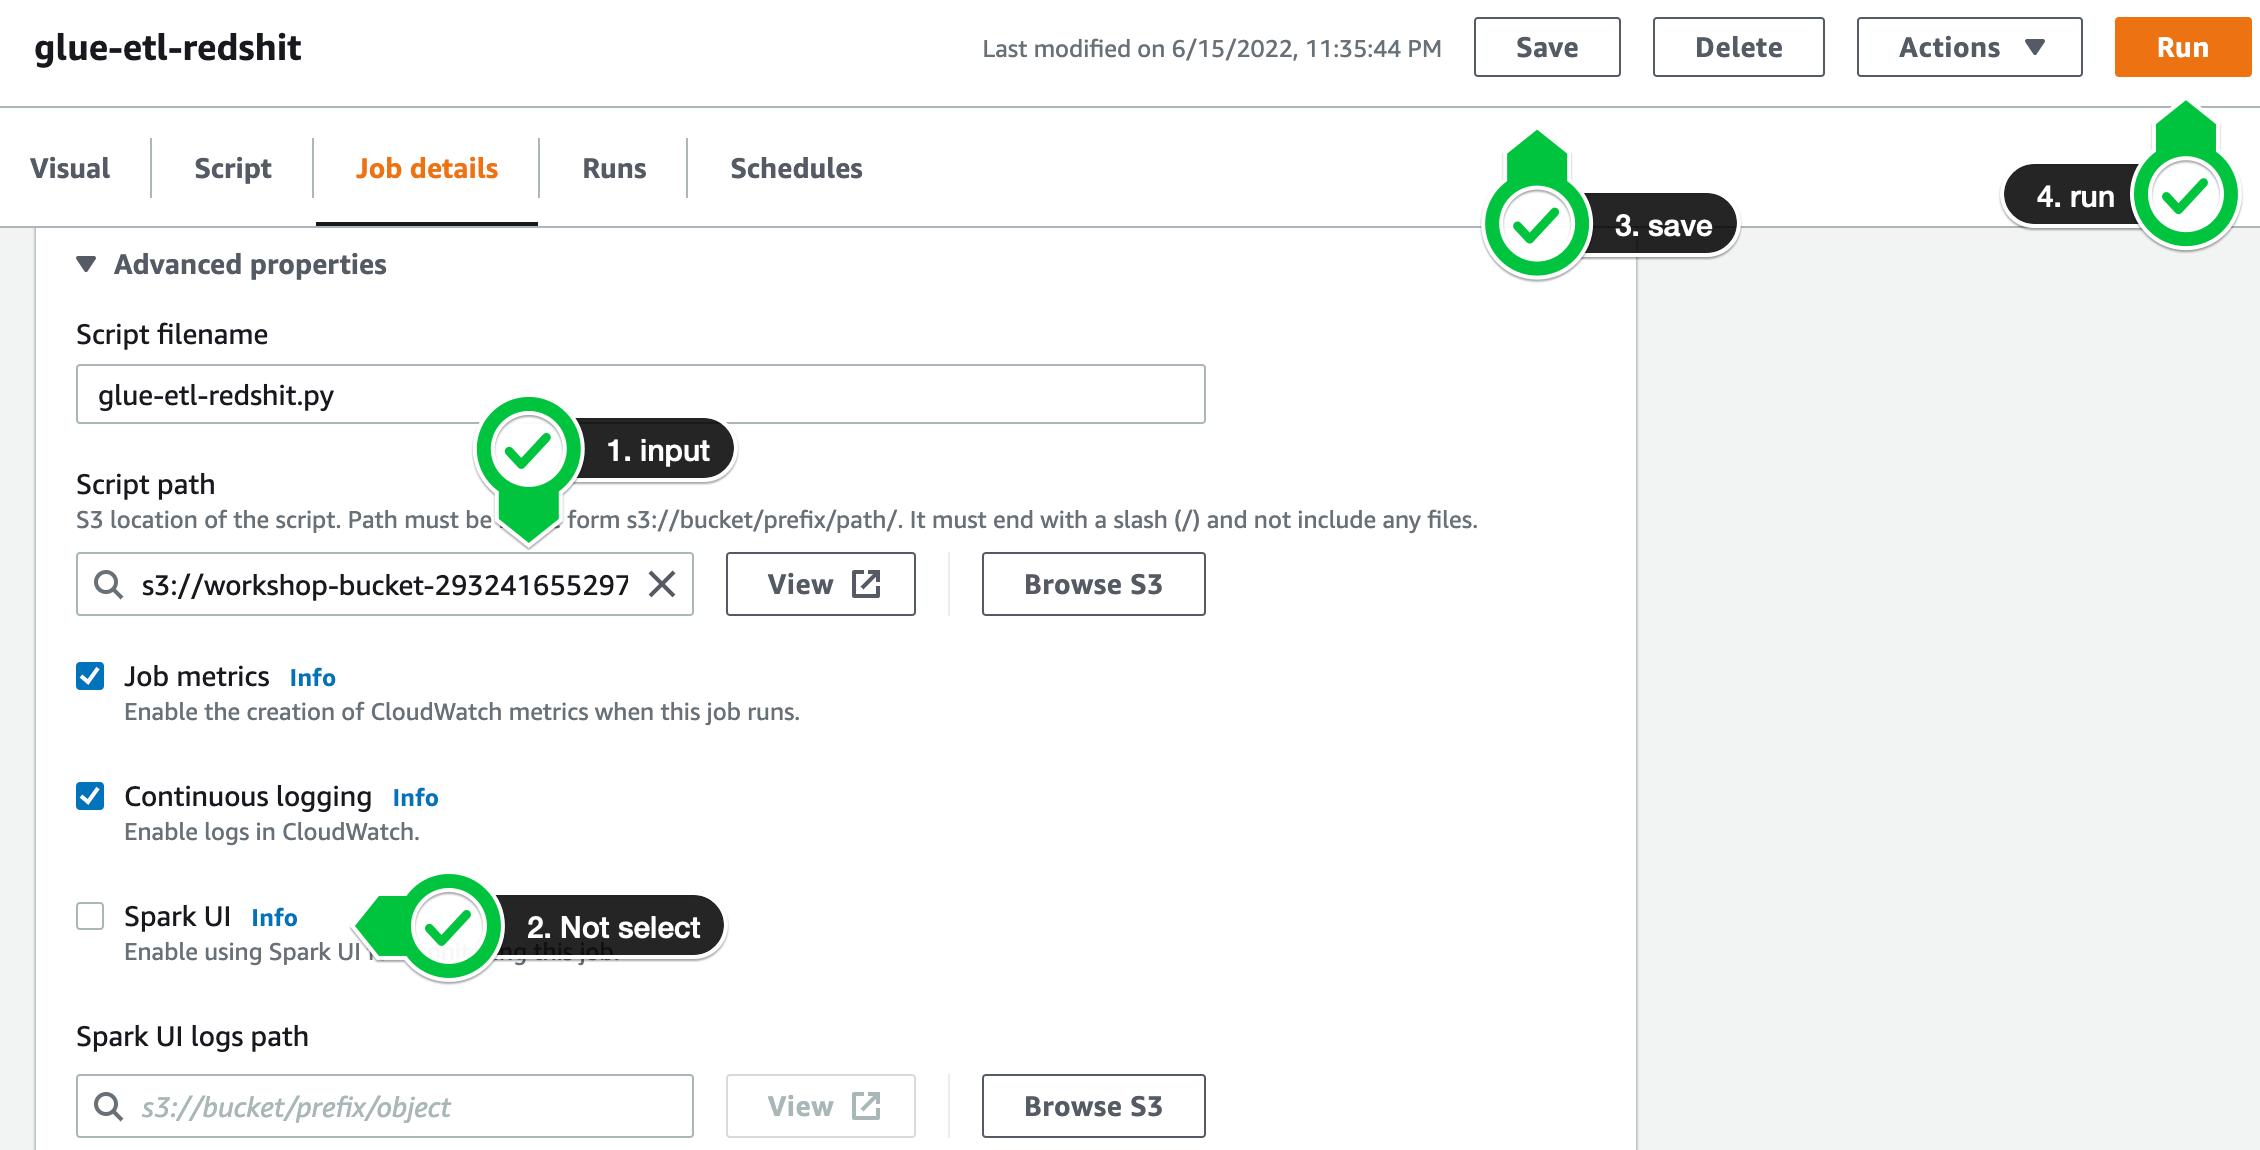 glue-etl-redshit
Last modified on 6/15/2022, 11:35:44 PM
Save
Delete
Actions
Run
Visual
Script
Job details
Runs
Schedules
3. save
4. run
Advanced properties
Script filename
glue-etl-redshit.py
1. input
Script path
S3 location of the script. Path must be form s3://bucket/prefix/path/. It must end with a slash (/) and not include any files.
s3://workshop-bucket-293241655297
View
Browse S3
Job metrics Info
Enable the creation of CloudWatch metrics when this job runs.
Continuous logging Info
Enable logs in CloudWatch.
Spark UI Info
2. Not select
Enable using Spark UI this job.
Spark UI logs path
s3://bucket/prefix/object
View
Browse S3